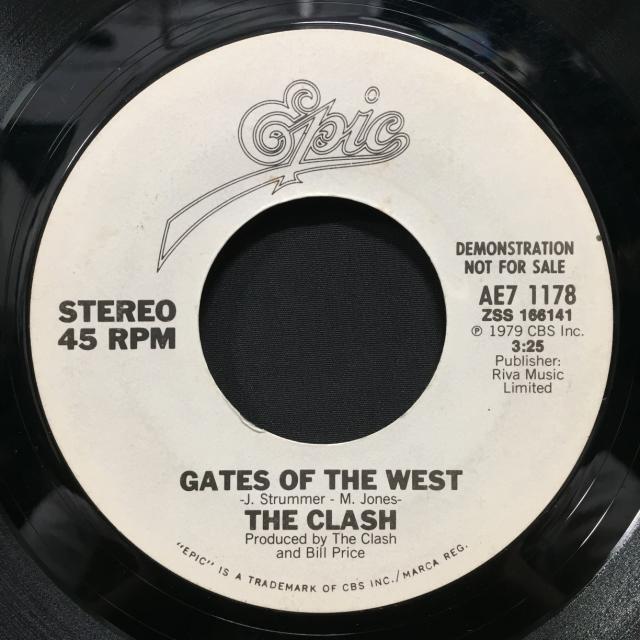 Epic
DEMONSTRATION
NOT FOR SALE
STEREO
45 RPM
AE7 1178
ZSS 166141
℗ 1979 CBS Inc.
3:25
Publisher:
Riva Music
Limited
GATES OF THE WEST
-J. Strummer - M. Jones-
THE CLASH
Produced by The Clash
and Bill Price
"EPIC" IS A TRADEMARK OF CBS INC./MARCA REG.